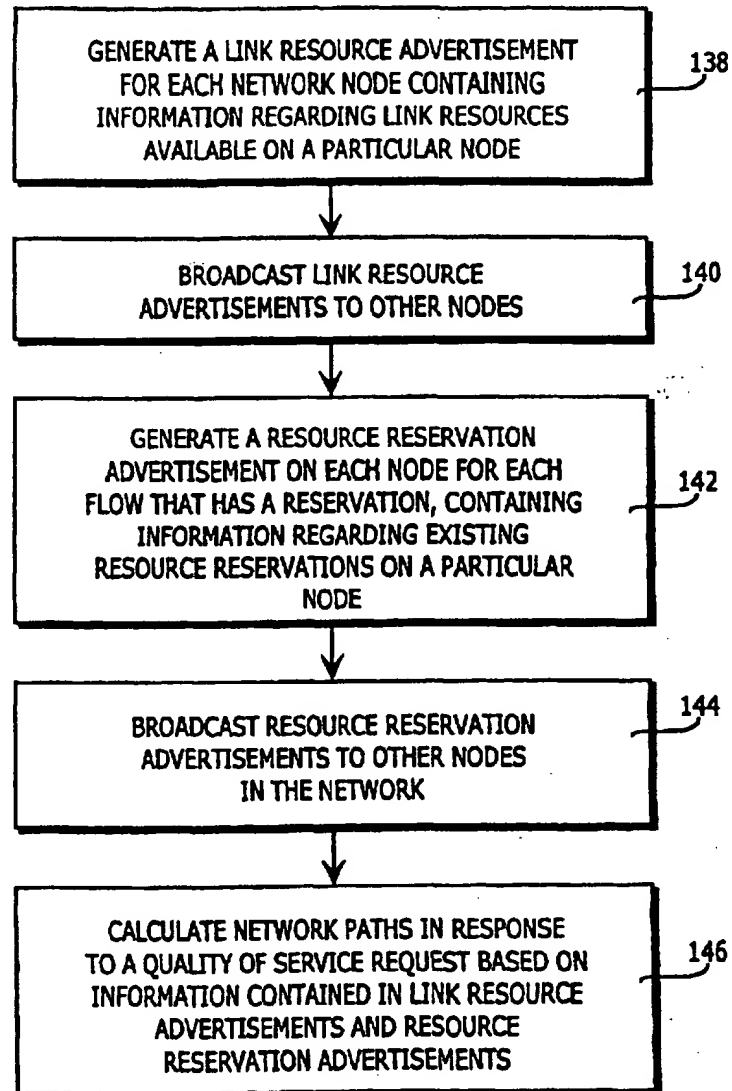 GENERATE A LINK RESOURCE ADVERTISEMENT
FOR EACH NETWORK NODE CONTAINING
INFORMATION REGARDING LINK RESOURCES
AVAILABLE ON A PARTICULAR NODE
138
BROADCAST LINK RESOURCE
ADVERTISEMENTS TO OTHER NODES
140
GENERATE A RESOURCE RESERVATION
ADVERTISEMENT ON EACH NODE FOR EACH
FLOW THAT HAS A RESERVATION, CONTAINING
INFORMATION REGARDING EXISTING
RESOURCE RESERVATIONS ON A PARTICULAR
NODE
142
BROADCAST RESOURCE RESERVATION
ADVERTISEMENTS TO OTHER NODES
IN THE NETWORK
144
CALCULATE NETWORK PATHS IN RESPONSE
TO A QUALITY OF SERVICE REQUEST BASED ON
INFORMATION CONTAINED IN LINK RESOURCE
ADVERTISEMENTS AND RESOURCE
RESERVATION ADVERTISEMENTS
146